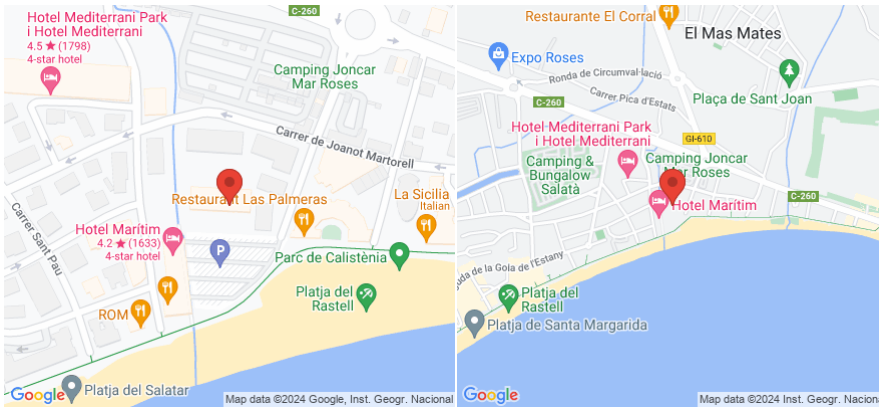 Hotel Mediterrani Park
i Hotel Mediterrani
4.5 ★ (1798)
4-star hotel
C-260
Camping Joncar
Mar Roses
Carrer de Joanot Martorell
Restaurant Las Palmeras
La Sicilia
Italian
Carrer Sant Pau
Hotel Marítim
4.2 ★ (1633)
4-star hotel
P
Parc de Calistènia
Platja del
Rastell
ROM
Platja del Salatar
Google
Map data ©2024 Google, Inst. Geogr. Nacional
Restaurante El Corral
El Mas Mates
Expo Roses
Ronda de Circumval·lació
Plaça de Sant Joan
Carrer Pica d'Estats
C-260
GI-610
Hotel Mediterrani Park
i Hotel Mediterrani
Camping &
Bungalow
Salatà
Camping Joncar
Mar Roses
C-260
Hotel Marítim
de la Gola de l'Estany
Platja del
Rastell
Platja de Santa Margarida
Google
Map data ©2024 Google, Inst. Geogr. Nacional